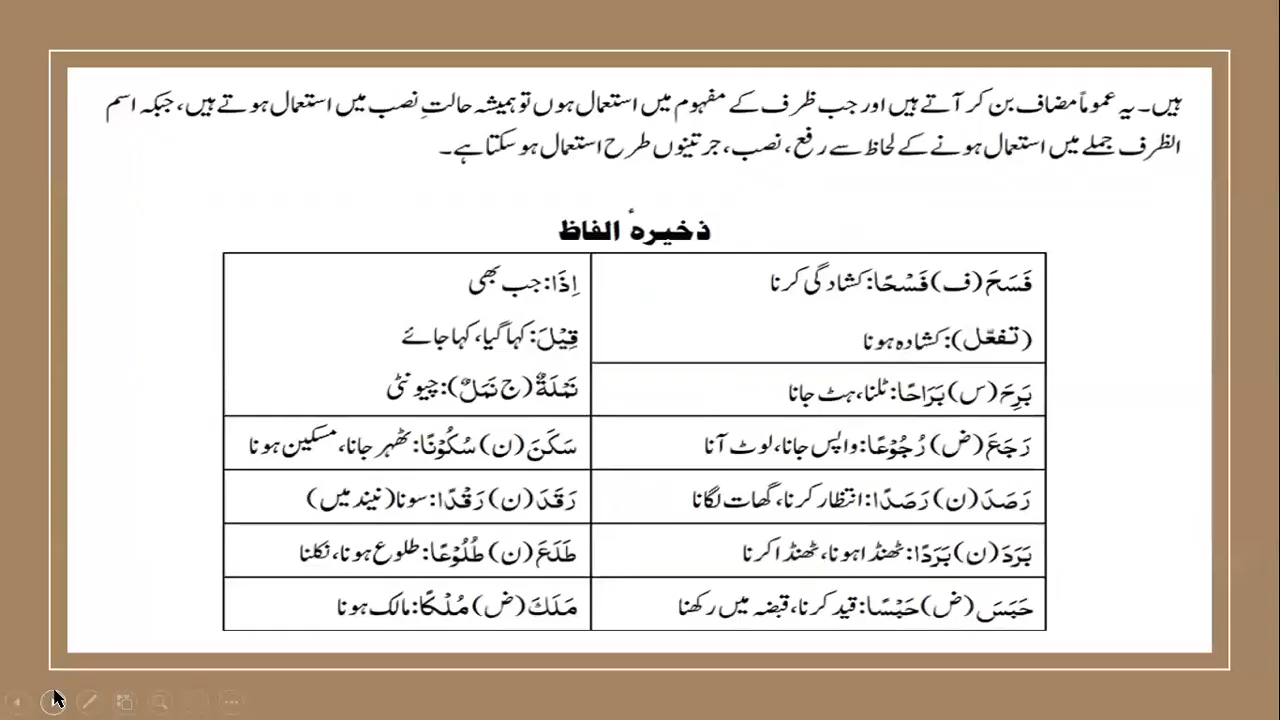 ہیں۔ یہ عموماً مضاف بن کر آتے ہیں اور جب ظرف کے مفہوم میں استعمال ہوں تو ہمیشہ حالتِ نصب میں استعمال ہوتے ہیں، جبکہ اسم
الظرف جملے میں استعمال ہونے کے لحاظ سے رفع، نصب، جر تینوں طرح استعمال ہو سکتا ہے۔
ذخیرۂ الفاظ
فَسَحَ (ف) فَسْحًا: کشادگی کرنا
(تفعّل): کشادہ ہونا
اِذَا: جب بھی
قِیْلَ: کہا گیا، کہا جائے
بَرِحَ (س) بَرَاحًا: ٹلنا، ہٹ جانا
نَمْلَةٌ (ج نَمْلٌ): چیونٹی
رَجَعَ (ض) رُجُوْعًا: واپس جانا، لوٹ آنا
سَکَنَ (ن) سُکُوْنًا: ٹھہر جانا، مسکین ہونا
رَصَدَ (ن) رَصَدًا: انتظار کرنا، گھات لگانا
رَقَدَ (ن) رَقْدًا: سونا (نیند میں)
بَرَدَ (ن) بَرَدًا: ٹھنڈا ہونا، ٹھنڈا کرنا
طَلَعَ (ن) طُلُوْعًا: طلوع ہونا، نکلنا
حَبَسَ (ض) حَبْسًا: قید کرنا، قبضہ میں رکھنا
مَلَكَ (ض) مُلْکًا: مالک ہونا